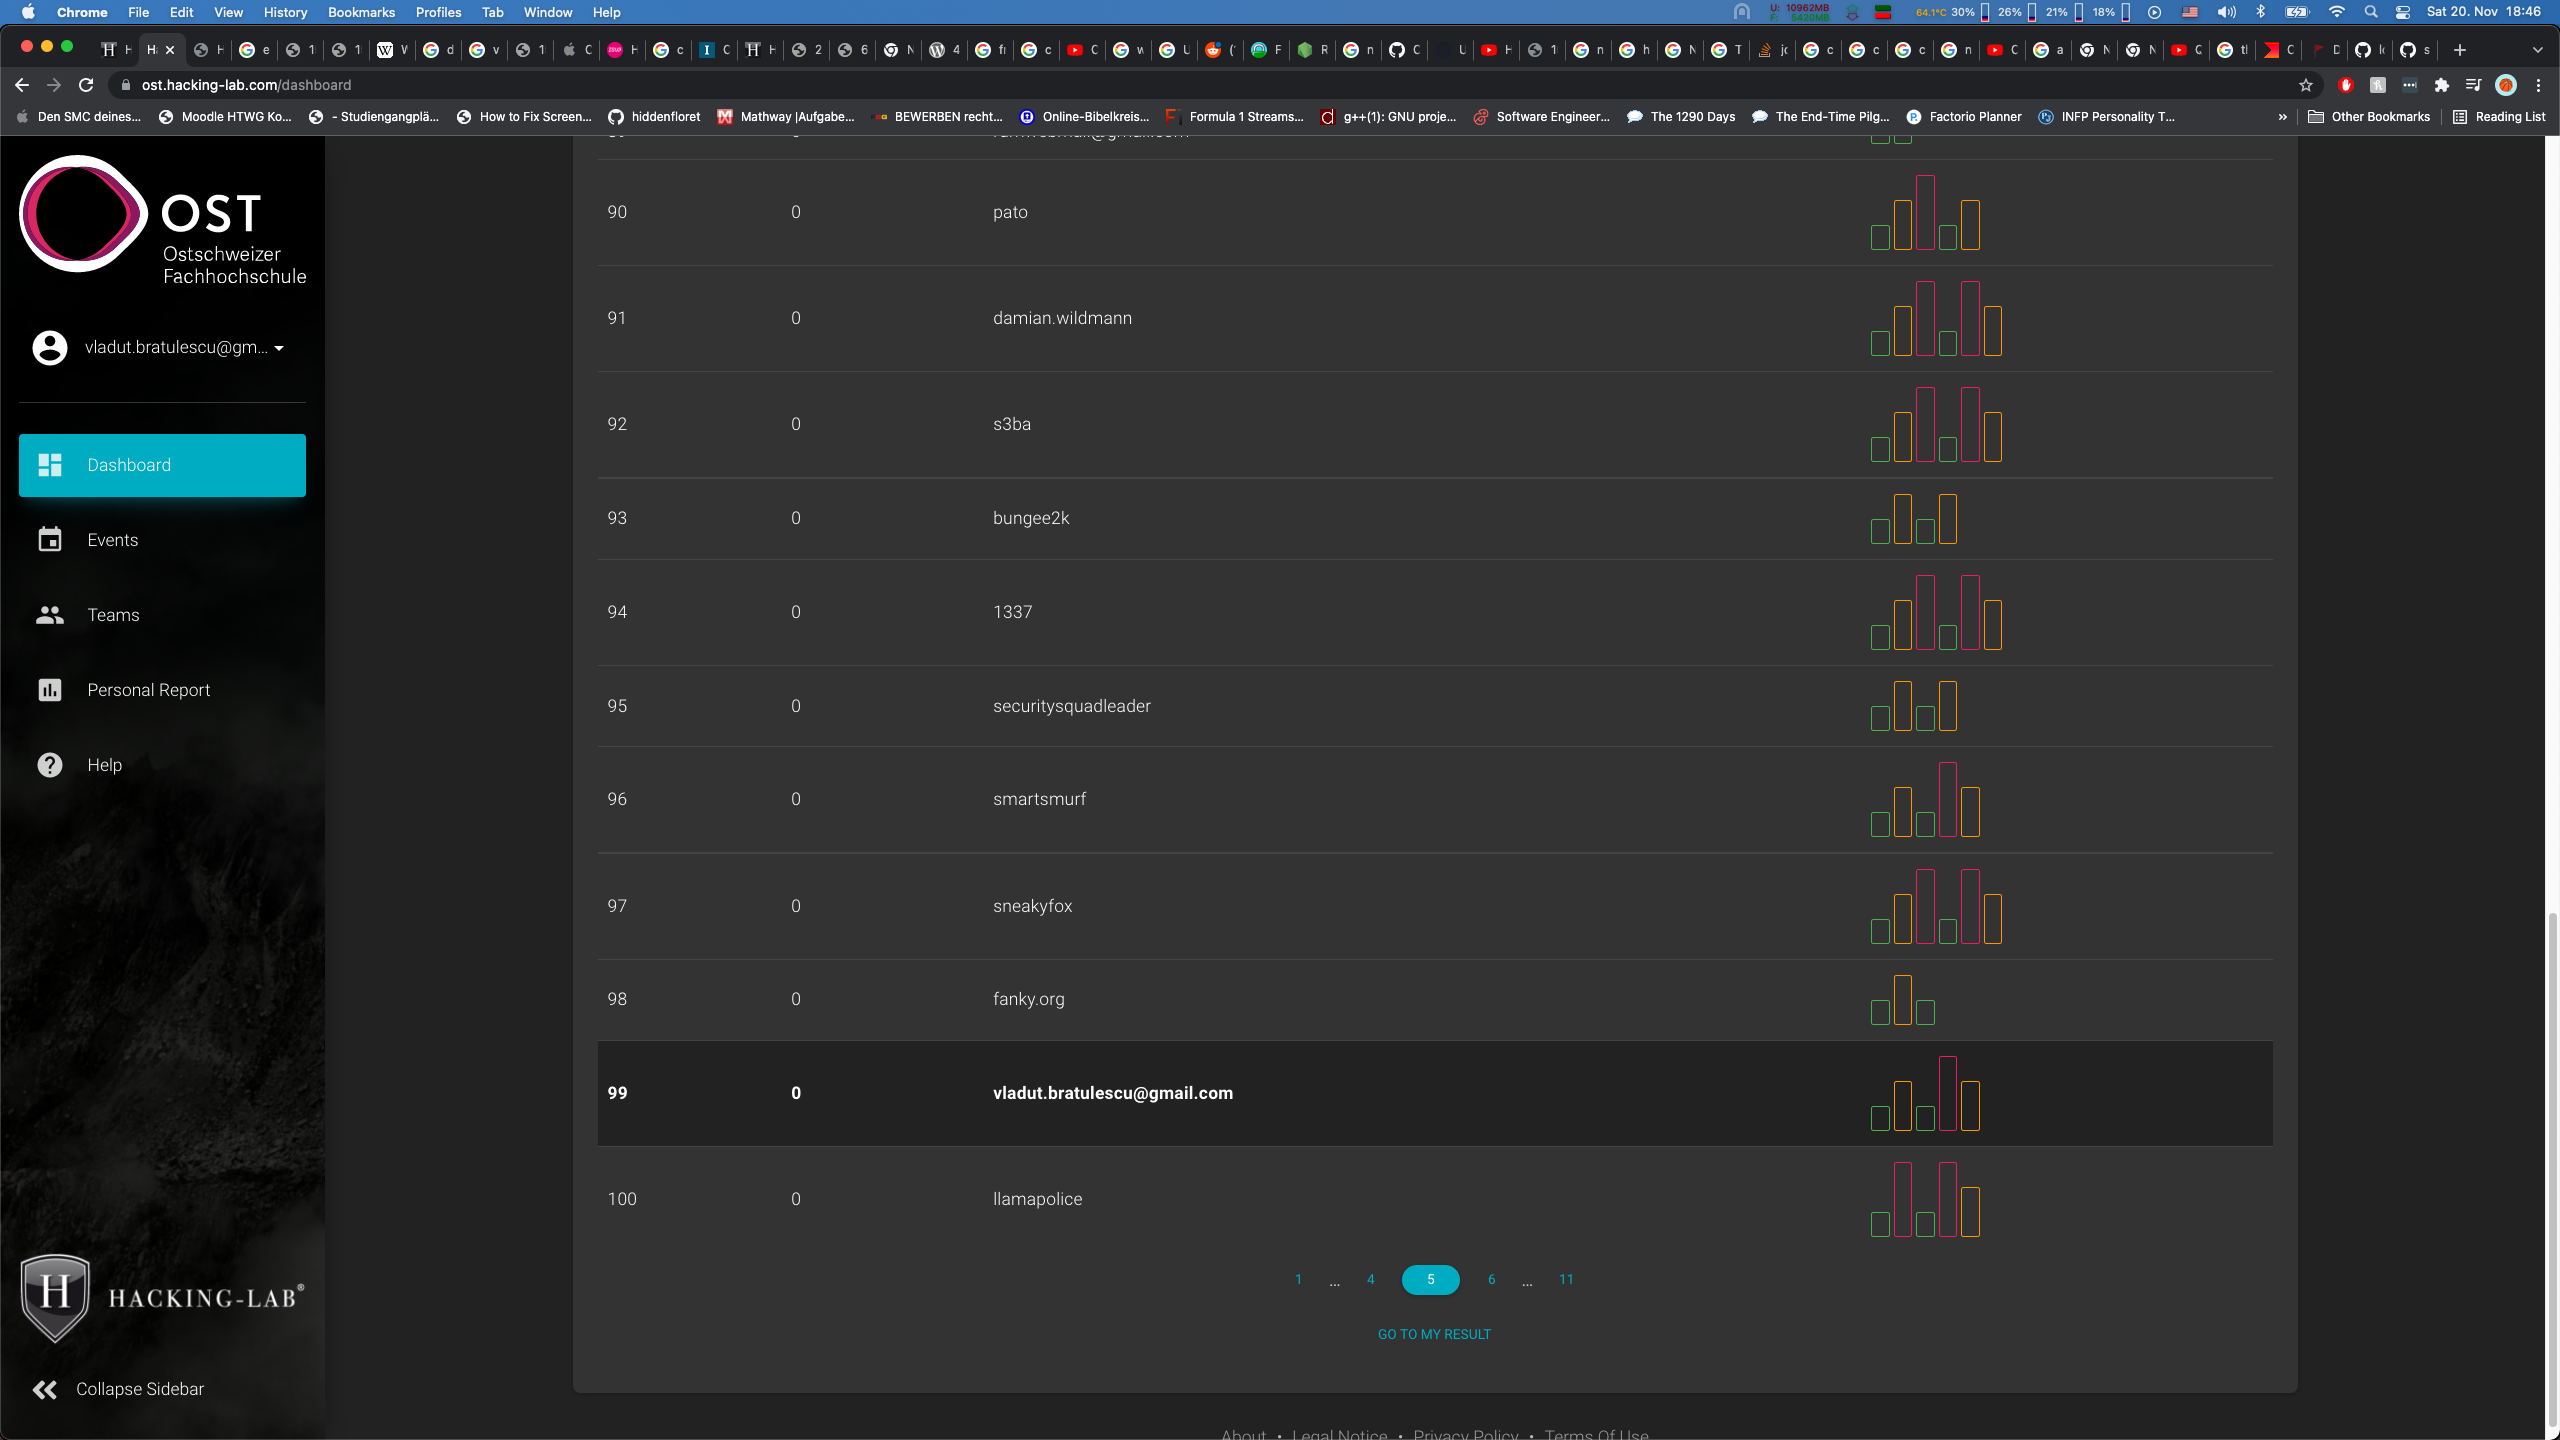 Chrome File Edit View History Bookmarks Profiles Tab Window Help
U: 10962MB
F: 5420MB
64.1°C 30% 26% 21% 18% Sat 20. Nov 18:46
ost.hacking-lab.com/dashboard
Den SMC deines... Moodle HTWG Ko... - Studiengangplä... How to Fix Screen... hiddenfloret Mathway |Aufgabe... BEWERBEN recht... Online-Bibelkreis... Formula 1 Streams... g++(1): GNU proje... Software Engineer... The 1290 Days The End-Time Pilg... Factorio Planner INFP Personality T... » Other Bookmarks Reading List
OST
Ostschweizer
Fachhochschule
vladut.bratulescu@gm...
Dashboard
Events
Teams
Personal Report
Help
HACKING-LAB®
Collapse Sidebar
90 0 pato
91 0 damian.wildmann
92 0 s3ba
93 0 bungee2k
94 0 1337
95 0 securitysquadleader
96 0 smartsmurf
97 0 sneakyfox
98 0 fanky.org
99 0 vladut.bratulescu@gmail.com
100 0 llamapolice
1 ... 4 5 6 ... 11
GO TO MY RESULT
About • Legal Notice • Privacy Policy • Terms Of Use